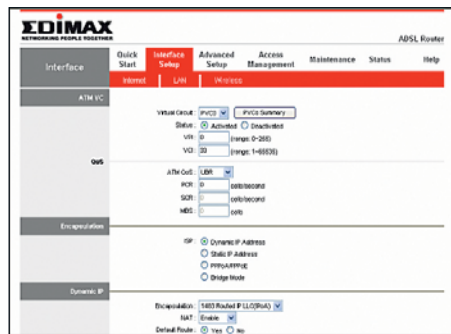 EDIMAX
NETWORKING PEOPLE TOGETHER
ADSL Router
Interface
Quick Start
Interface Setup
Advanced Setup
Access Management
Maintenance
Status
Help
Internet
LAN
Wireless
ATM VC
Virtual Circuit : PVC0 PVCs Summary
Status : Activated Deactivated
VPI : 0 (range: 0~255)
VCI : 33 (range: 1~65535)
QoS
ATM QoS : UBR
PCR : 0 cells/second
SCR : 0 cells/second
MBS : 0 cells
Encapsulation
ISP : Dynamic IP Address
Static IP Address
PPPoA/PPPoE
Bridge Mode
Dynamic IP
Encapsulation : 1483 Routed IP LLC(IPoA)
NAT : Enable
Default Route : Yes No